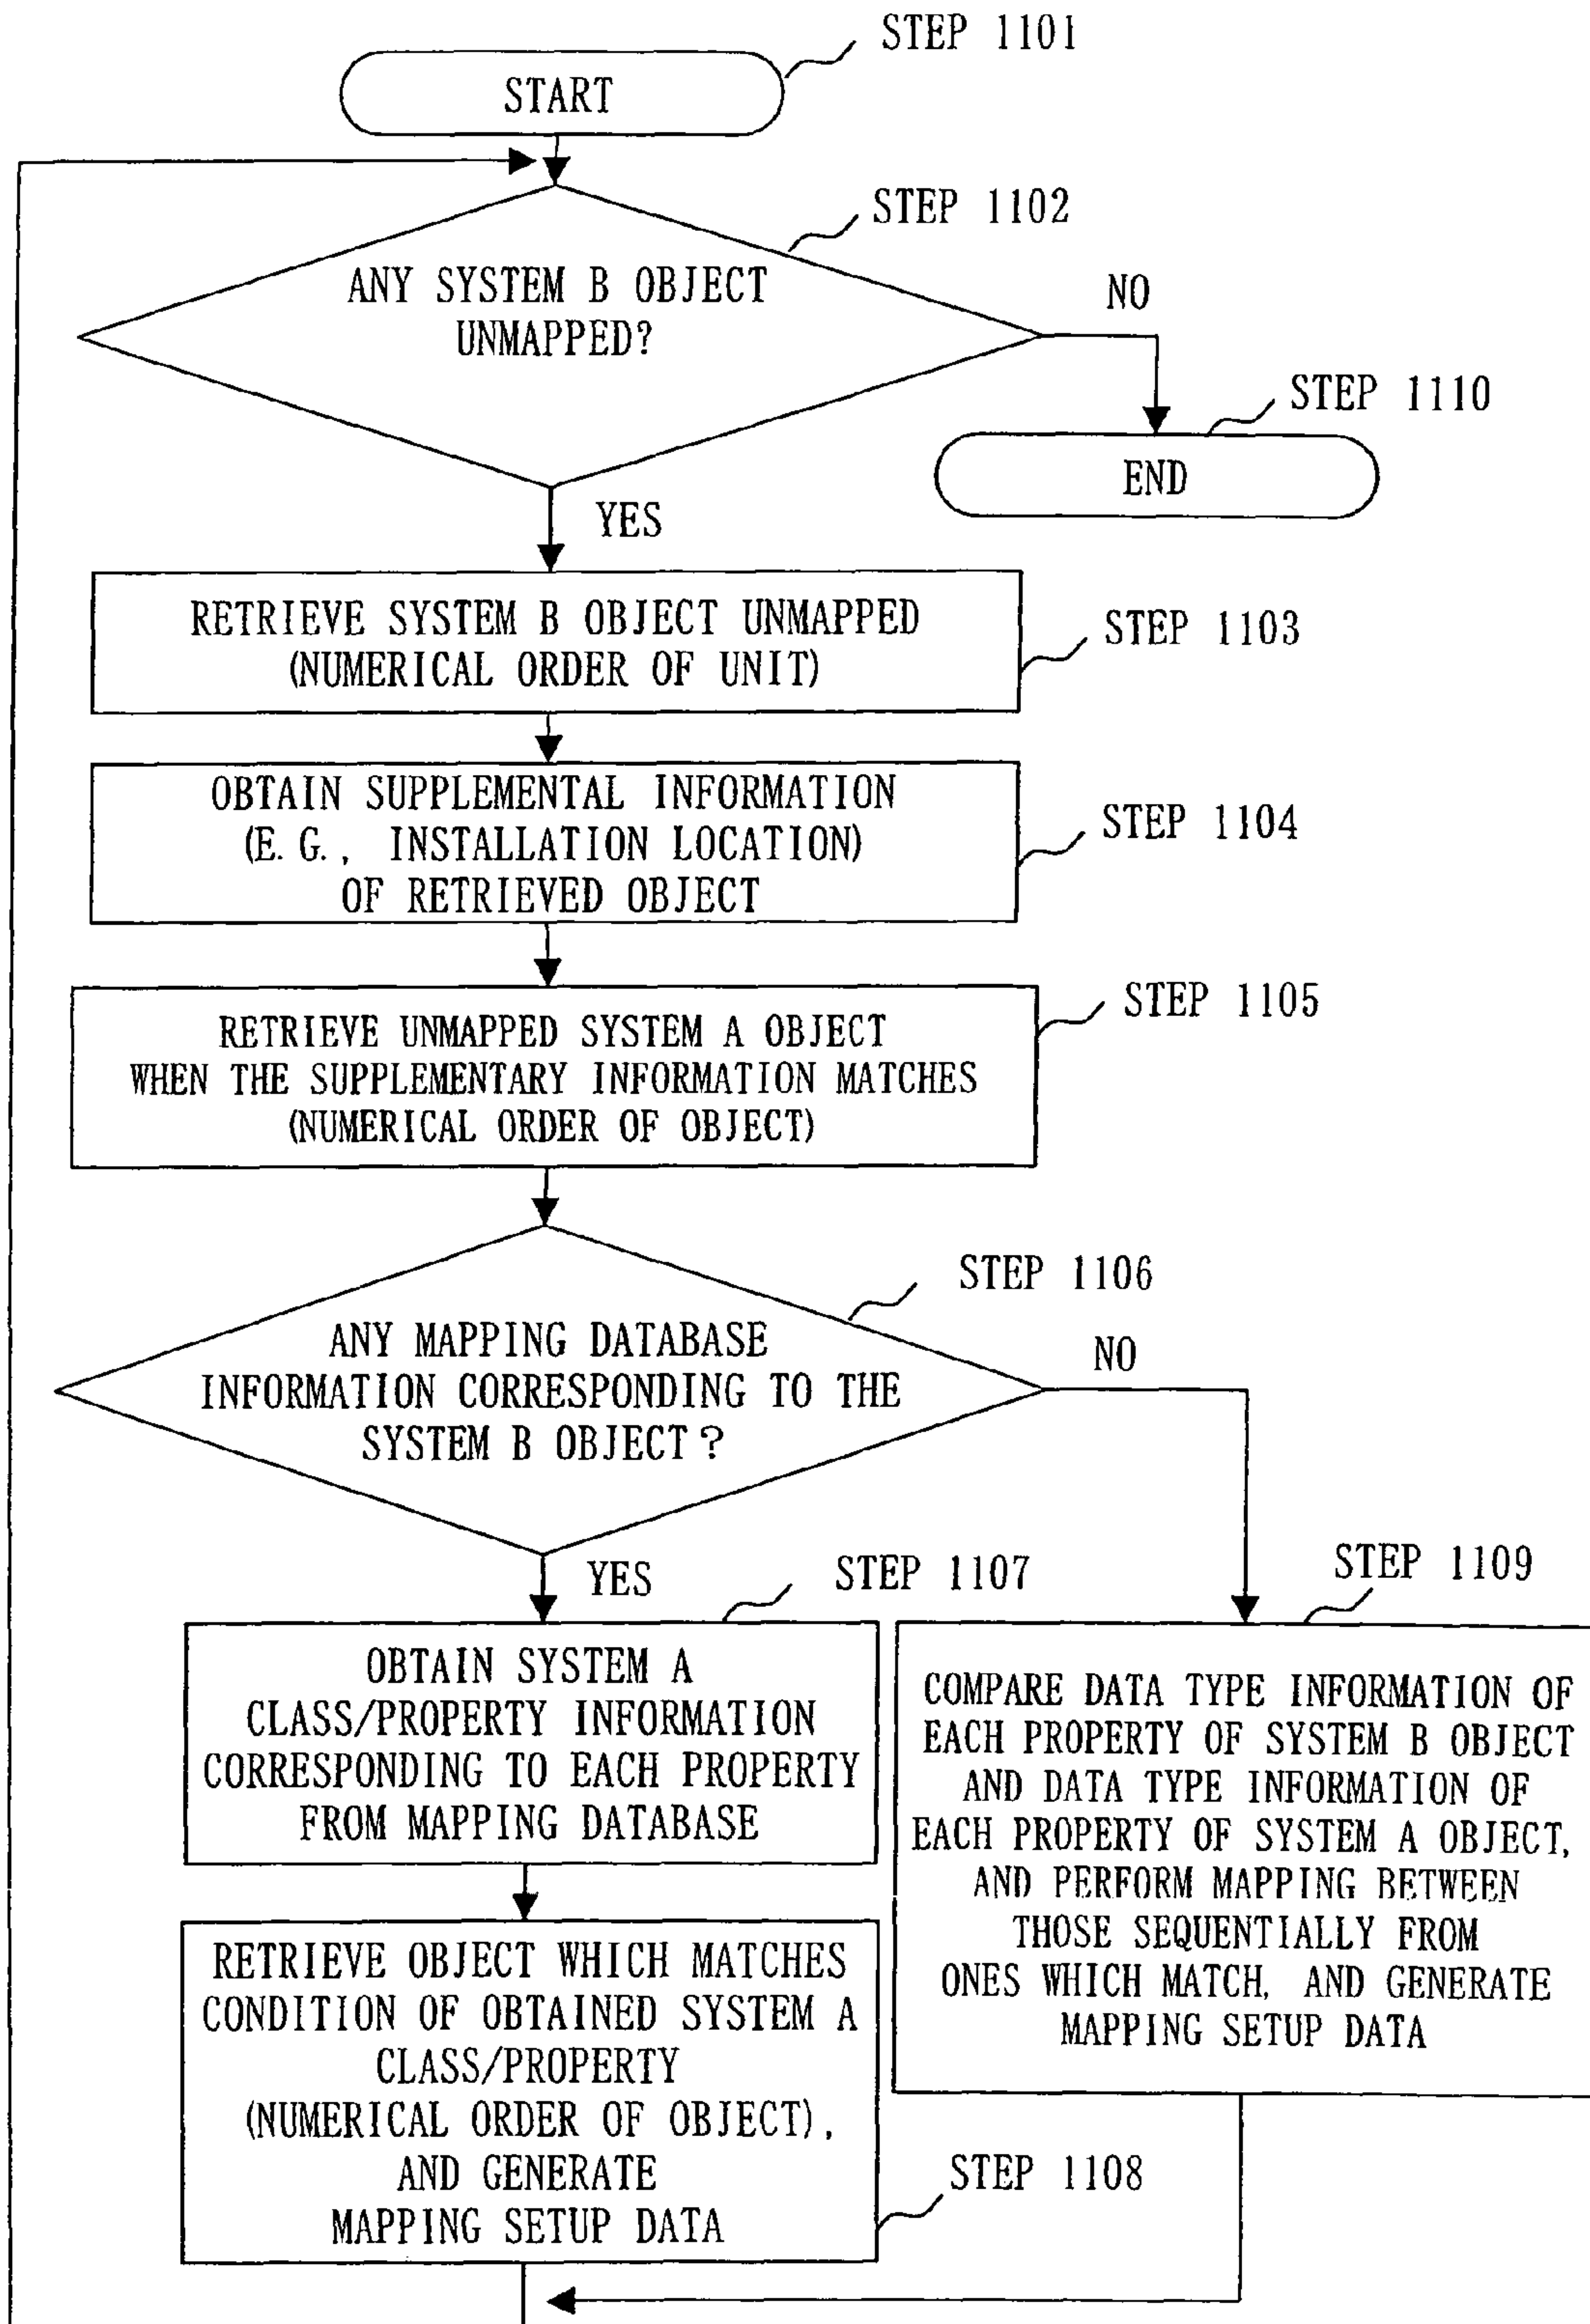 STEP 1101
START
STEP 1102
ANY SYSTEM B OBJECT
UNMAPPED?
NO
STEP 1110
END
YES
RETRIEVE SYSTEM B OBJECT UNMAPPED
(NUMERICAL ORDER OF UNIT)
STEP 1103
OBTAIN SUPPLEMENTAL INFORMATION
(E.G., INSTALLATION LOCATION)
OF RETRIEVED OBJECT
STEP 1104
STEP 1105
RETRIEVE UNMAPPED SYSTEM A OBJECT
WHEN THE SUPPLEMENTARY INFORMATION MATCHES
(NUMERICAL ORDER OF OBJECT)
STEP 1106
ANY MAPPING DATABASE
INFORMATION CORRESPONDING TO THE
SYSTEM B OBJECT?
NO
YES
STEP 1107
OBTAIN SYSTEM A
CLASS/PROPERTY INFORMATION
CORRESPONDING TO EACH PROPERTY
FROM MAPPING DATABASE
STEP 1109
COMPARE DATA TYPE INFORMATION OF
EACH PROPERTY OF SYSTEM B OBJECT
AND DATA TYPE INFORMATION OF
EACH PROPERTY OF SYSTEM A OBJECT,
AND PERFORM MAPPING BETWEEN
THOSE SEQUENTIALLY FROM
ONES WHICH MATCH, AND GENERATE
MAPPING SETUP DATA
RETRIEVE OBJECT WHICH MATCHES
CONDITION OF OBTAINED SYSTEM A
CLASS/PROPERTY
(NUMERICAL ORDER OF OBJECT),
AND GENERATE
MAPPING SETUP DATA
STEP 1108